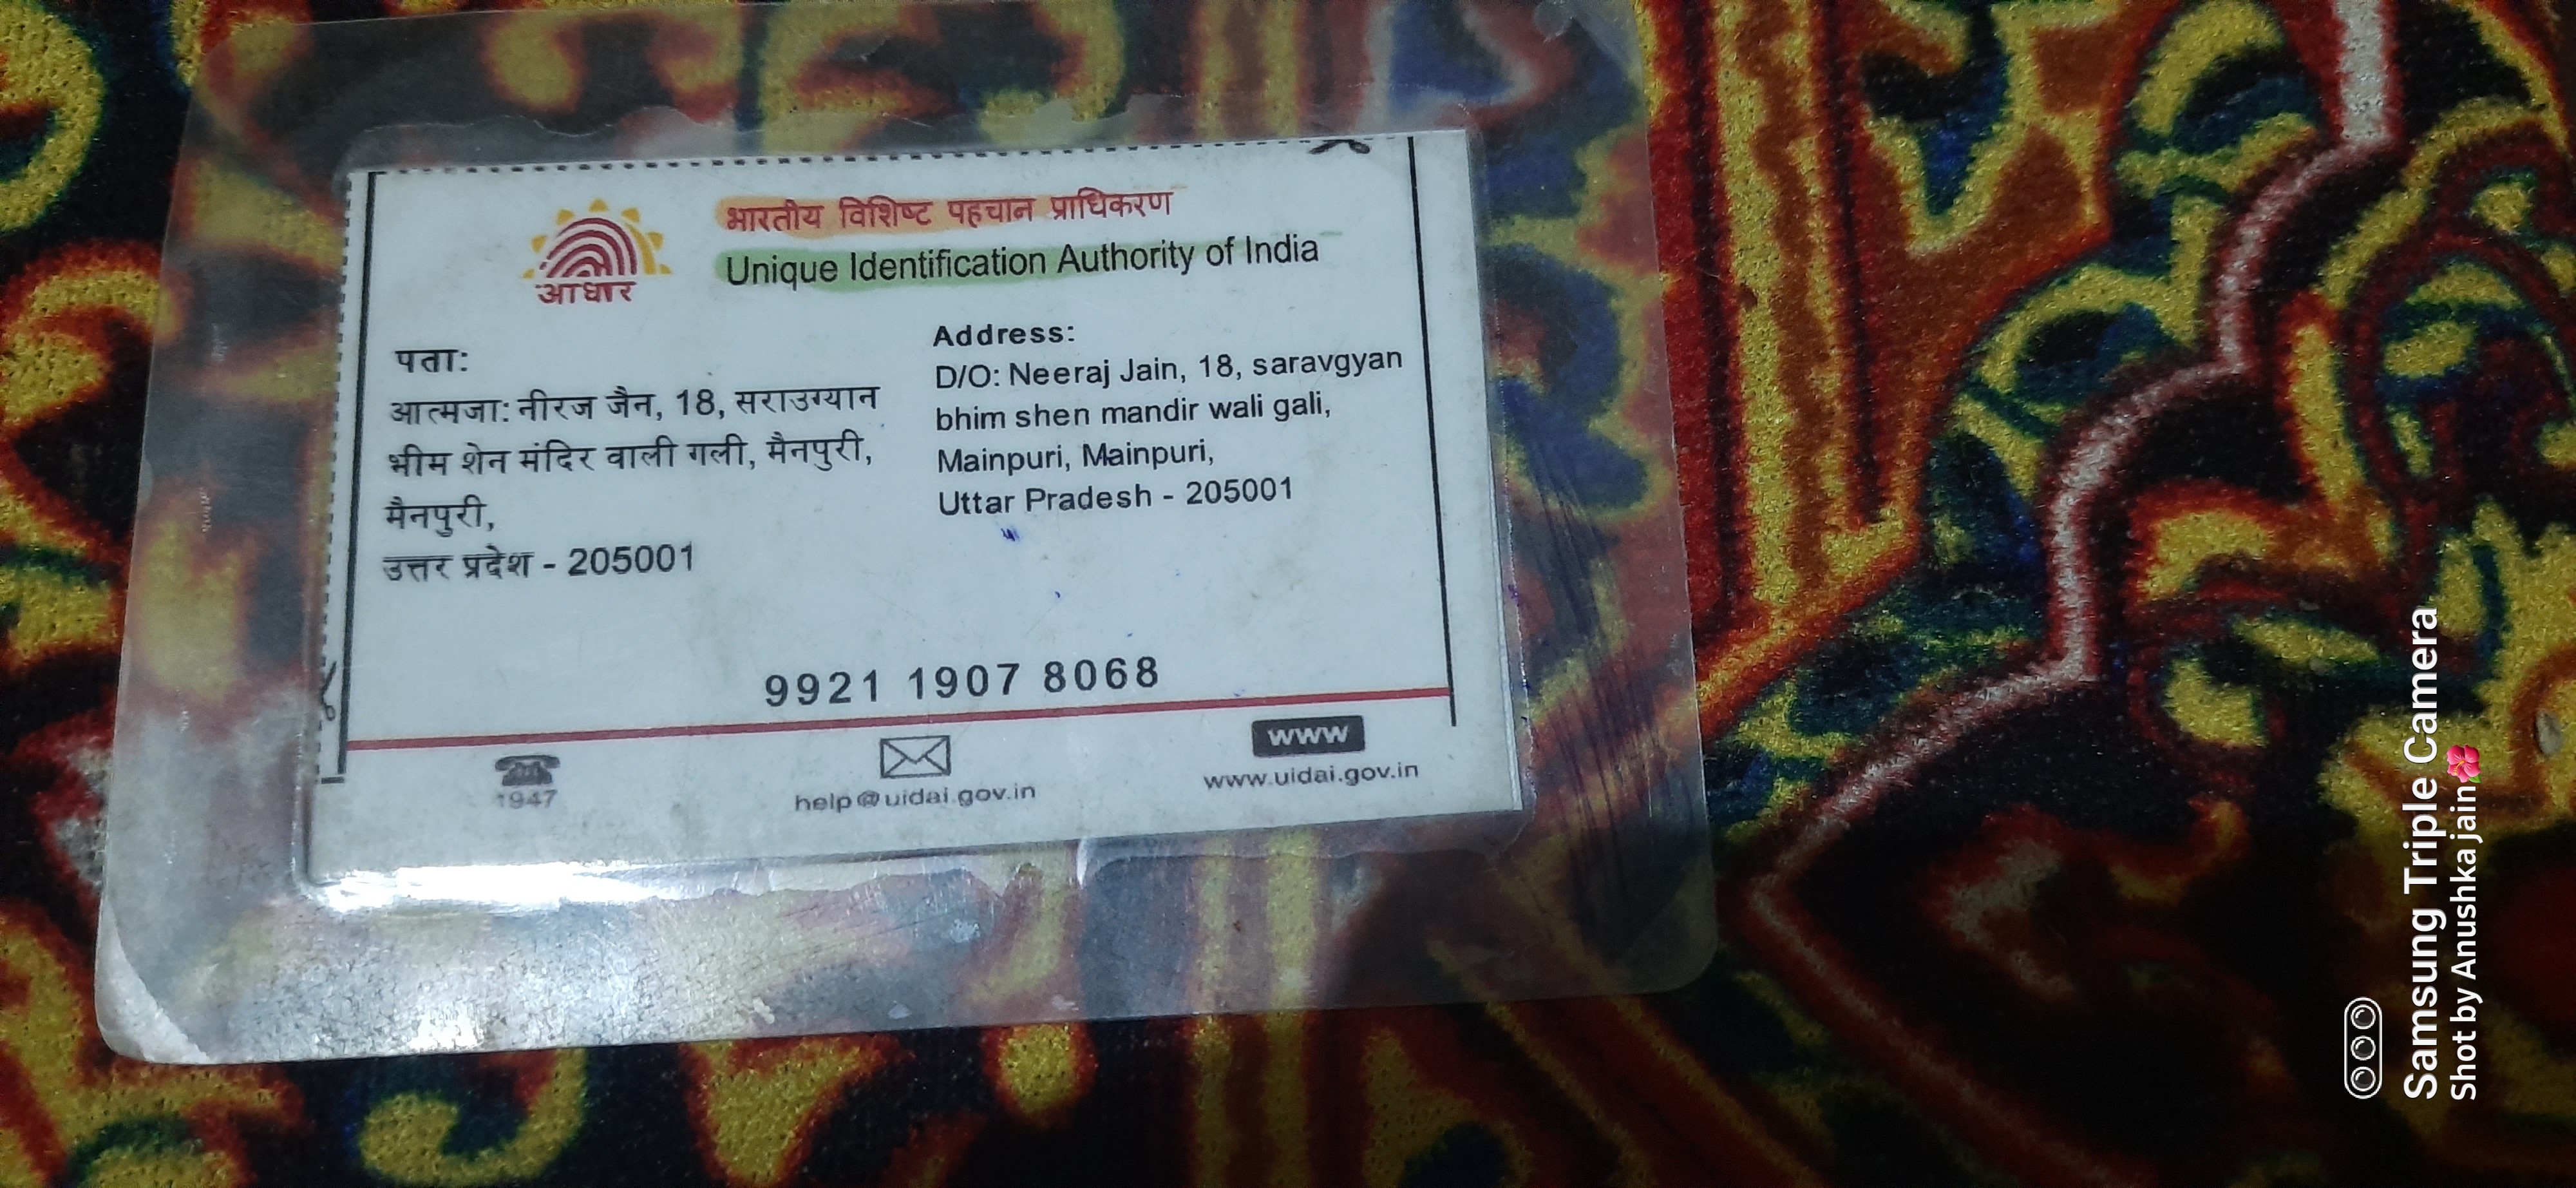 भारतीय विशिष्ट पहचान प्राधिकरण
Unique Identification Authority of India
आधार
पता:
आत्मजा: नीरज जैन, 18, सराउग्यान
भीम शेन मंदिर वाली गली, मैनपुरी,
मैनपुरी,
उत्तर प्रदेश - 205001
Address:
D/O: Neeraj Jain, 18, saravgyan
bhim shen mandir wali gali,
Mainpuri, Mainpuri,
Uttar Pradesh - 205001
9921 1907 8068
1947
help@uidai.gov.in
www
www.uidai.gov.in
Samsung Triple Camera
Shot by Anushka jain🌺